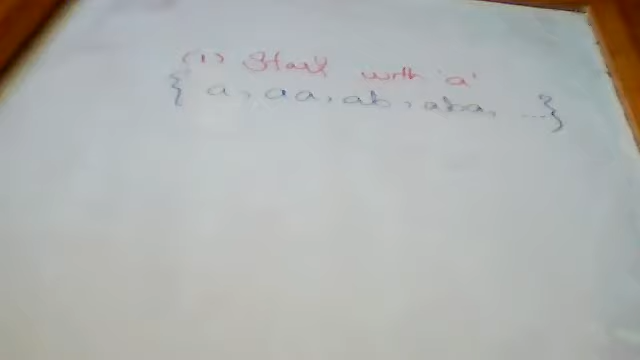 (1) Start with 'a'
{ a, aa, ab, aba, ...}